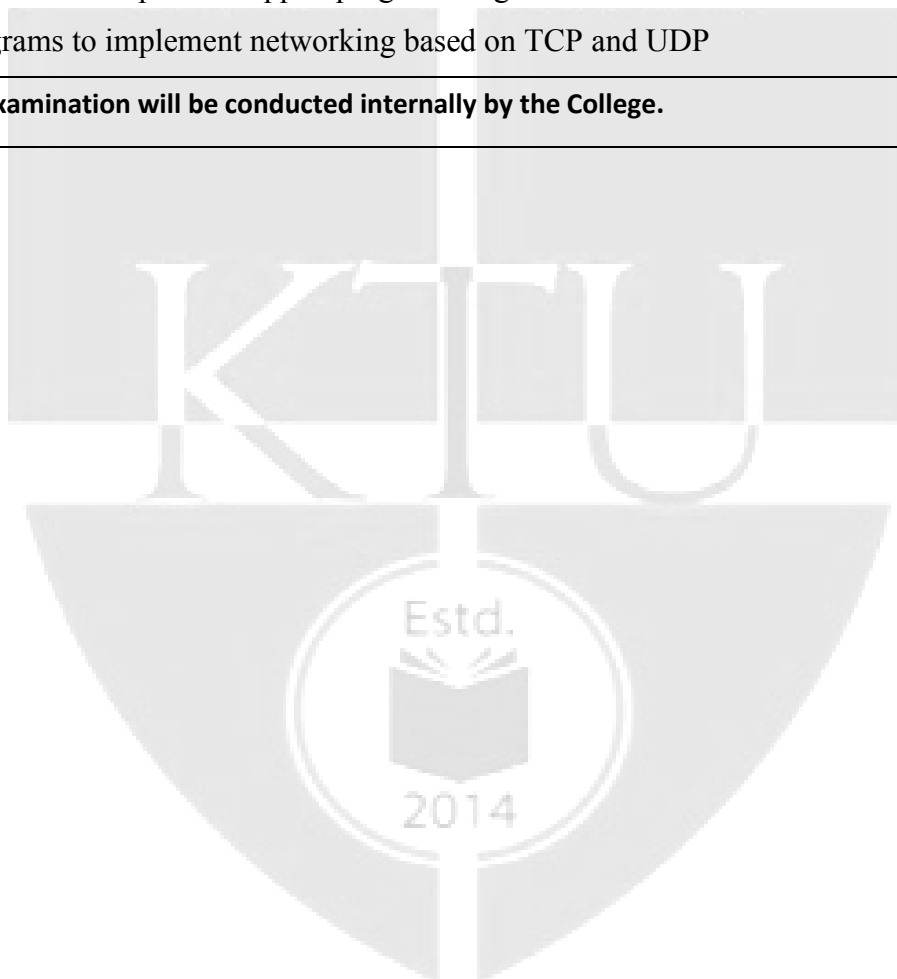 grams to implement networking based on TCP and UDP
xamination will be conducted internally by the College.
KTU
Estd.
2014